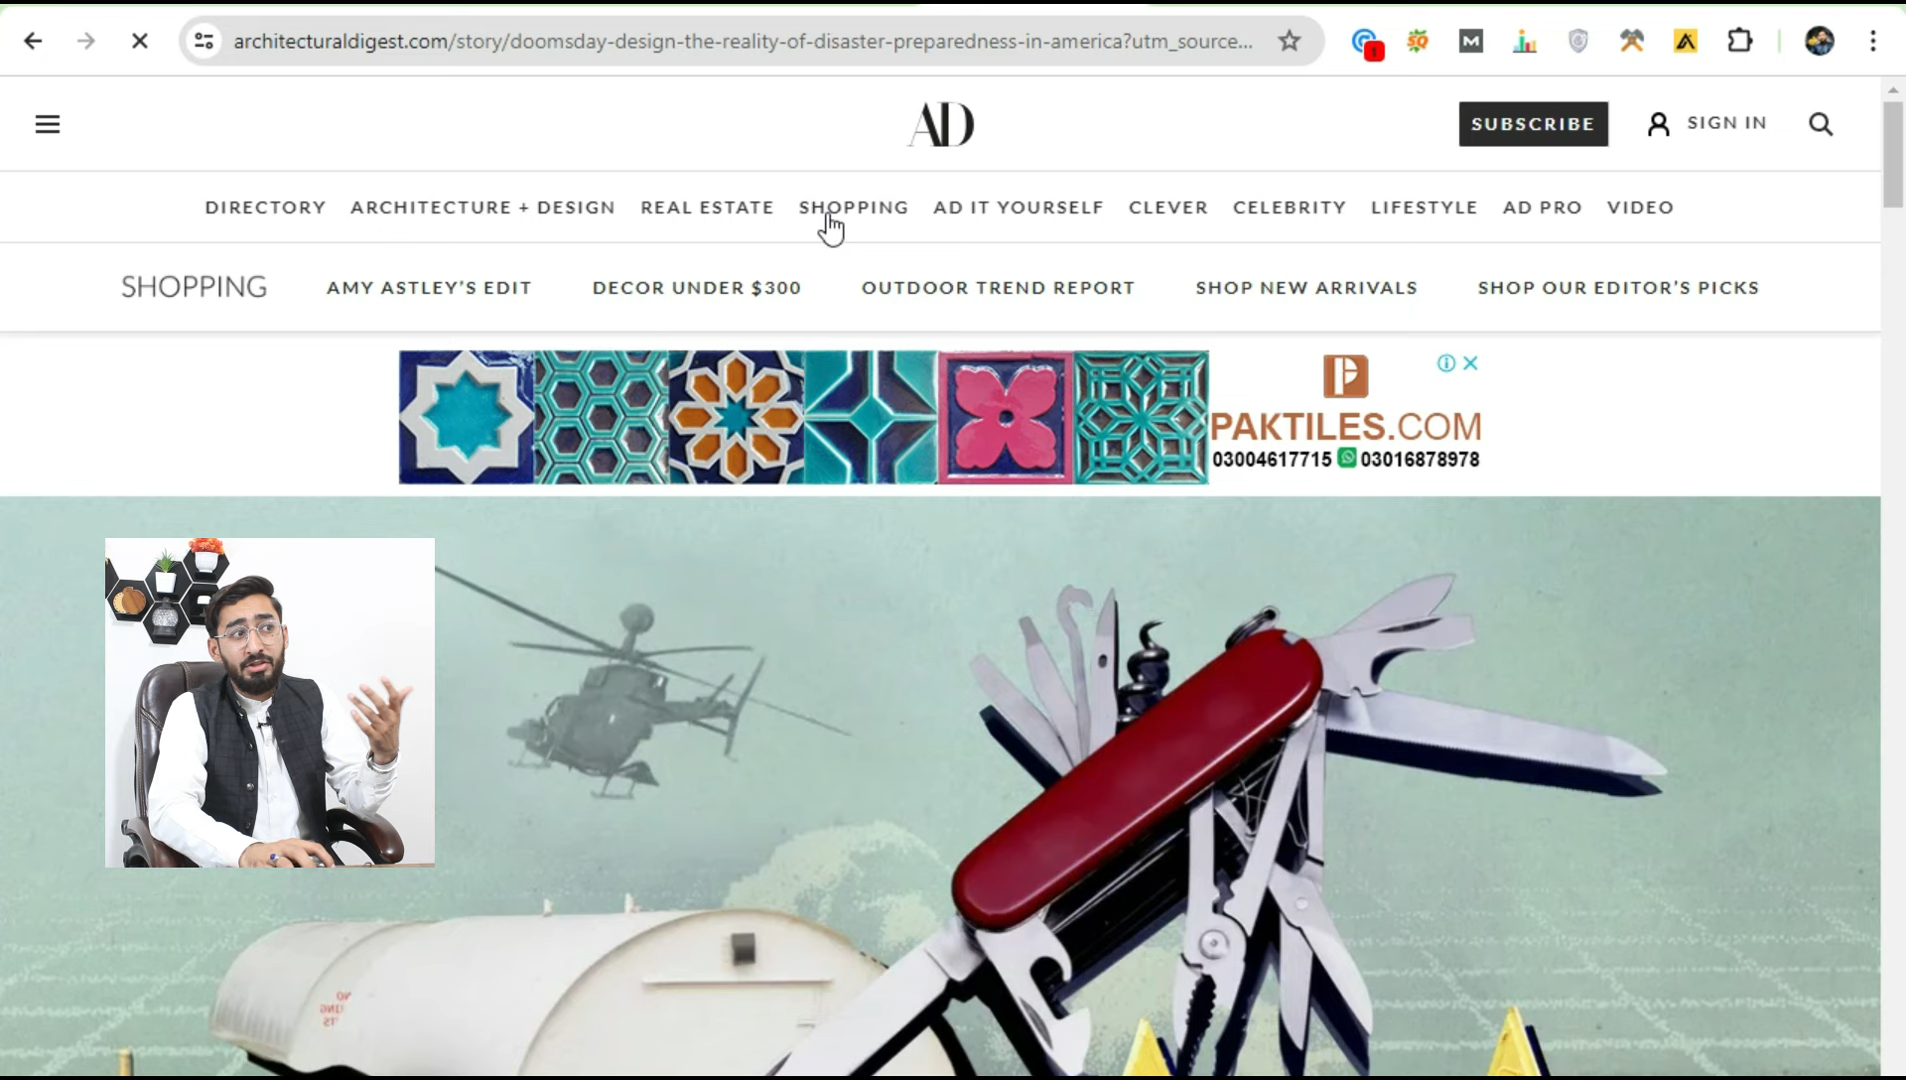 architecturaldigest.com/story/doomsday-design-the-reality-of-disaster-preparedness-in-america?utm_source...
1
SQ
M
AD
SUBSCRIBE
SIGN IN
DIRECTORY ARCHITECTURE + DESIGN REAL ESTATE SHOPPING AD IT YOURSELF CLEVER CELEBRITY LIFESTYLE AD PRO VIDEO
SHOPPING AMY ASTLEY'S EDIT DECOR UNDER $300 OUTDOOR TREND REPORT SHOP NEW ARRIVALS SHOP OUR EDITOR'S PICKS
P
PAKTILES.COM
03004617715 03016878978